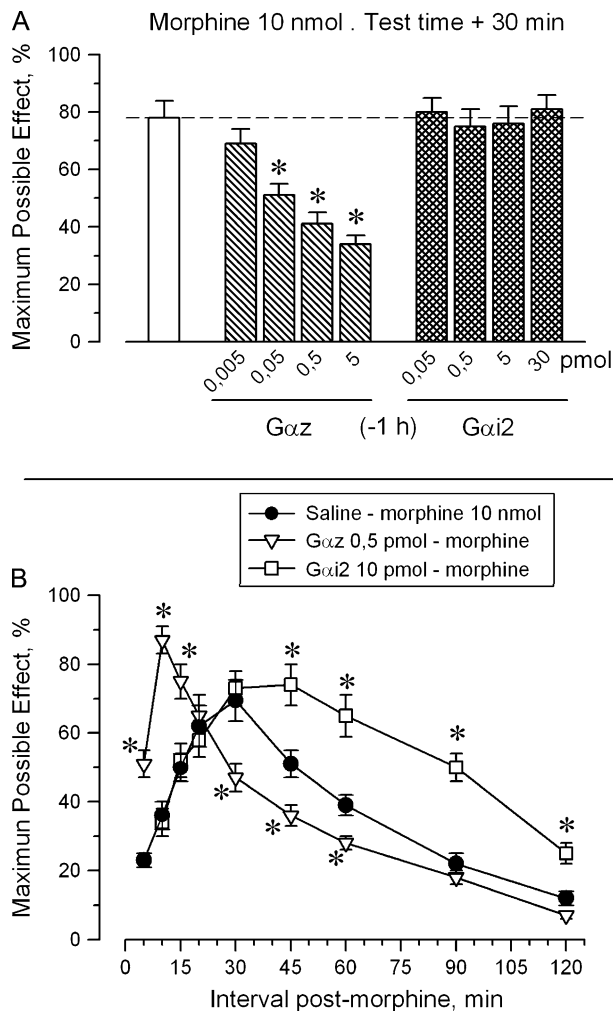 A
Morphine 10 nmol . Test time + 30 min
Maximum Possible Effect, %
100
80
60
40
20
0
* * *
0,005 0,05 0,5 5 0,05 0,5 5 30 pmol
Gαz (-1 h) Gαi2
Saline - morphine 10 nmol
Gαz 0,5 pmol - morphine
Gαi2 10 pmol - morphine
B
Maximun Possible Effect, %
100
80
60
40
20
0
* * * * * * * * * *
0 15 30 45 60 75 90 105 120
Interval post-morphine, min